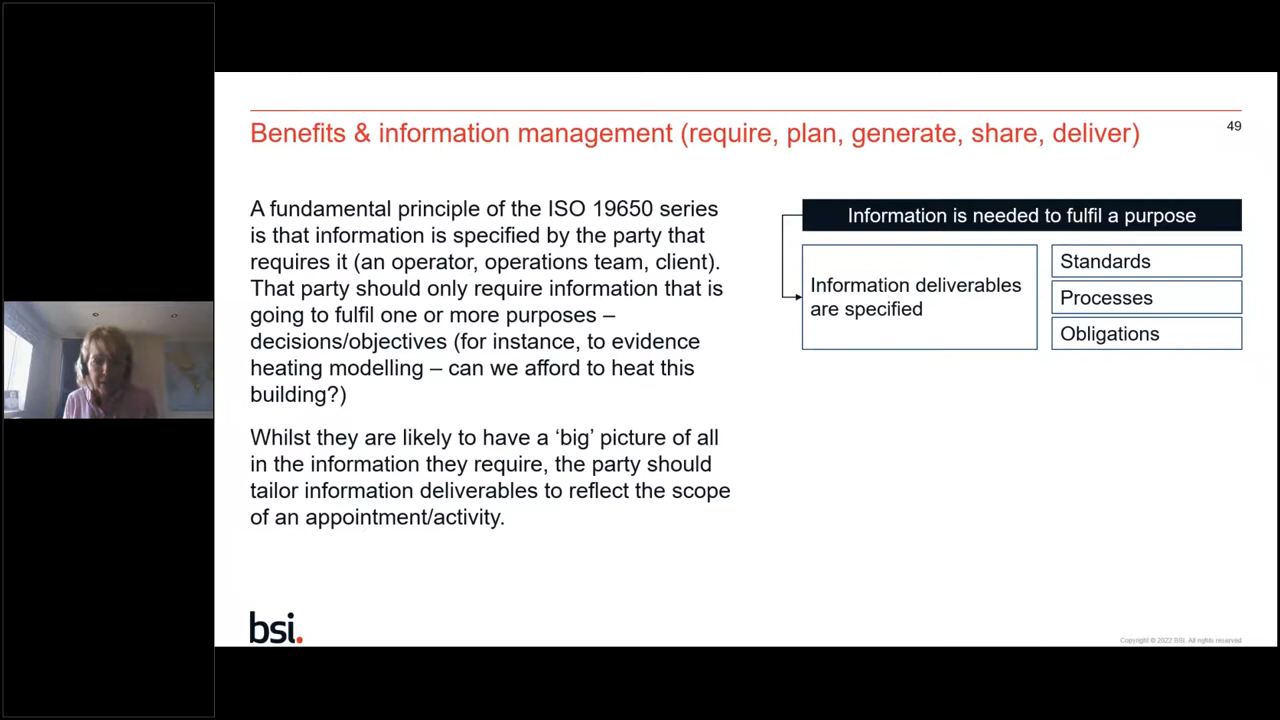 Benefits & information management (require, plan, generate, share, deliver)
49
A fundamental principle of the ISO 19650 series
is that information is specified by the party that
requires it (an operator, operations team, client).
That party should only require information that is
going to fulfil one or more purposes –
decisions/objectives (for instance, to evidence
heating modelling – can we afford to heat this
building?)
Whilst they are likely to have a ‘big’ picture of all
in the information they require, the party should
tailor information deliverables to reflect the scope
of an appointment/activity.
Information is needed to fulfil a purpose
Information deliverables
are specified
Standards
Processes
Obligations
bsi.
Copyright © 2022 BSI. All rights reserved